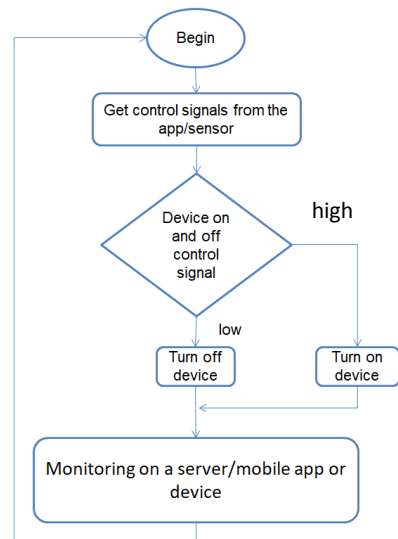 Begin
Get control signals from the
app/sensor
Device on
and off
control
signal
high
low
Turn off
device
Turn on
device
Monitoring on a server/mobile app or
device